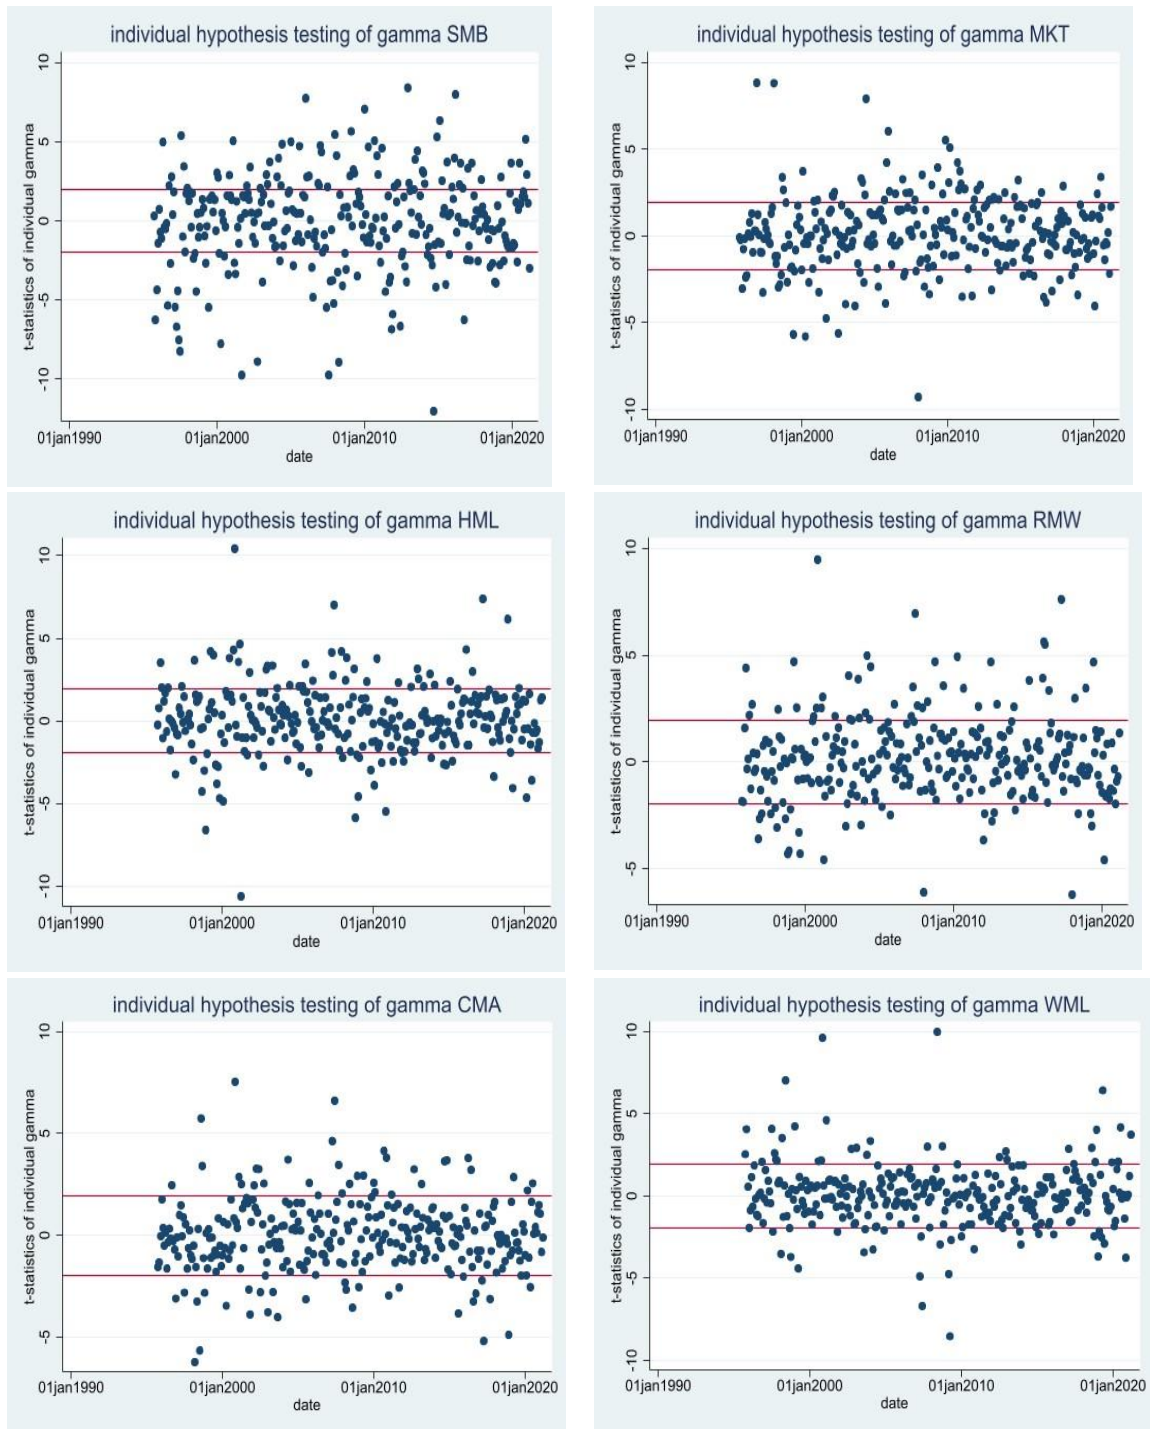 individual hypothesis testing of gamma SMB
t-statistics of individual gamma
10
5
0
-5
-10
01jan1990 01jan2000 01jan2010 01jan2020
date
individual hypothesis testing of gamma MKT
t-statistics of individual gamma
10
5
0
-5
-10
01jan1990 01jan2000 01jan2010 01jan2020
date
individual hypothesis testing of gamma HML
t-statistics of individual gamma
10
5
0
-5
-10
01jan1990 01jan2000 01jan2010 01jan2020
date
individual hypothesis testing of gamma RMW
t-statistics of individual gamma
10
5
0
-5
01jan1990 01jan2000 01jan2010 01jan2020
date
individual hypothesis testing of gamma CMA
t-statistics of individual gamma
10
5
0
-5
01jan1990 01jan2000 01jan2010 01jan2020
date
individual hypothesis testing of gamma WML
t-statistics of individual gamma
10
5
0
-5
-10
01jan1990 01jan2000 01jan2010 01jan2020
date